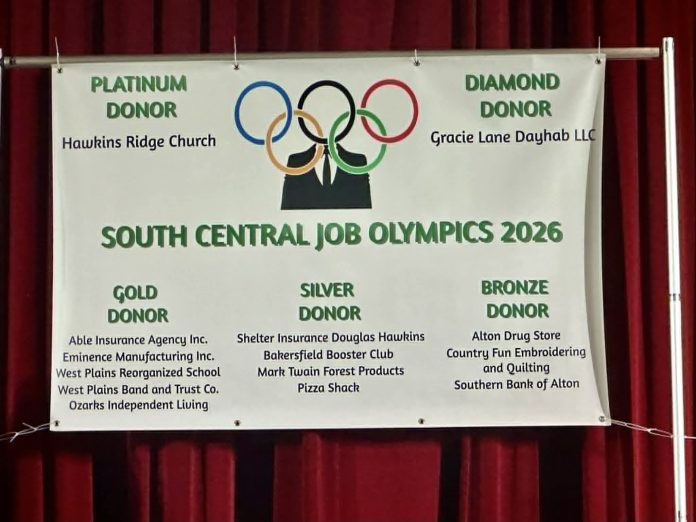 PLATINUM
DONOR
Hawkins Ridge Church
DIAMOND
DONOR
Gracie Lane Dayhab LLC
SOUTH CENTRAL JOB OLYMPICS 2026
GOLD
DONOR
Able Insurance Agency Inc.
Eminence Manufacturing Inc.
West Plains Reorganized School
West Plains Band and Trust Co.
Ozarks Independent Living
SILVER
DONOR
Shelter Insurance Douglas Hawkins
Bakersfield Booster Club
Mark Twain Forest Products
Pizza Shack
BRONZE
DONOR
Alton Drug Store
Country Fun Embroidering
and Quilting
Southern Bank of Alton